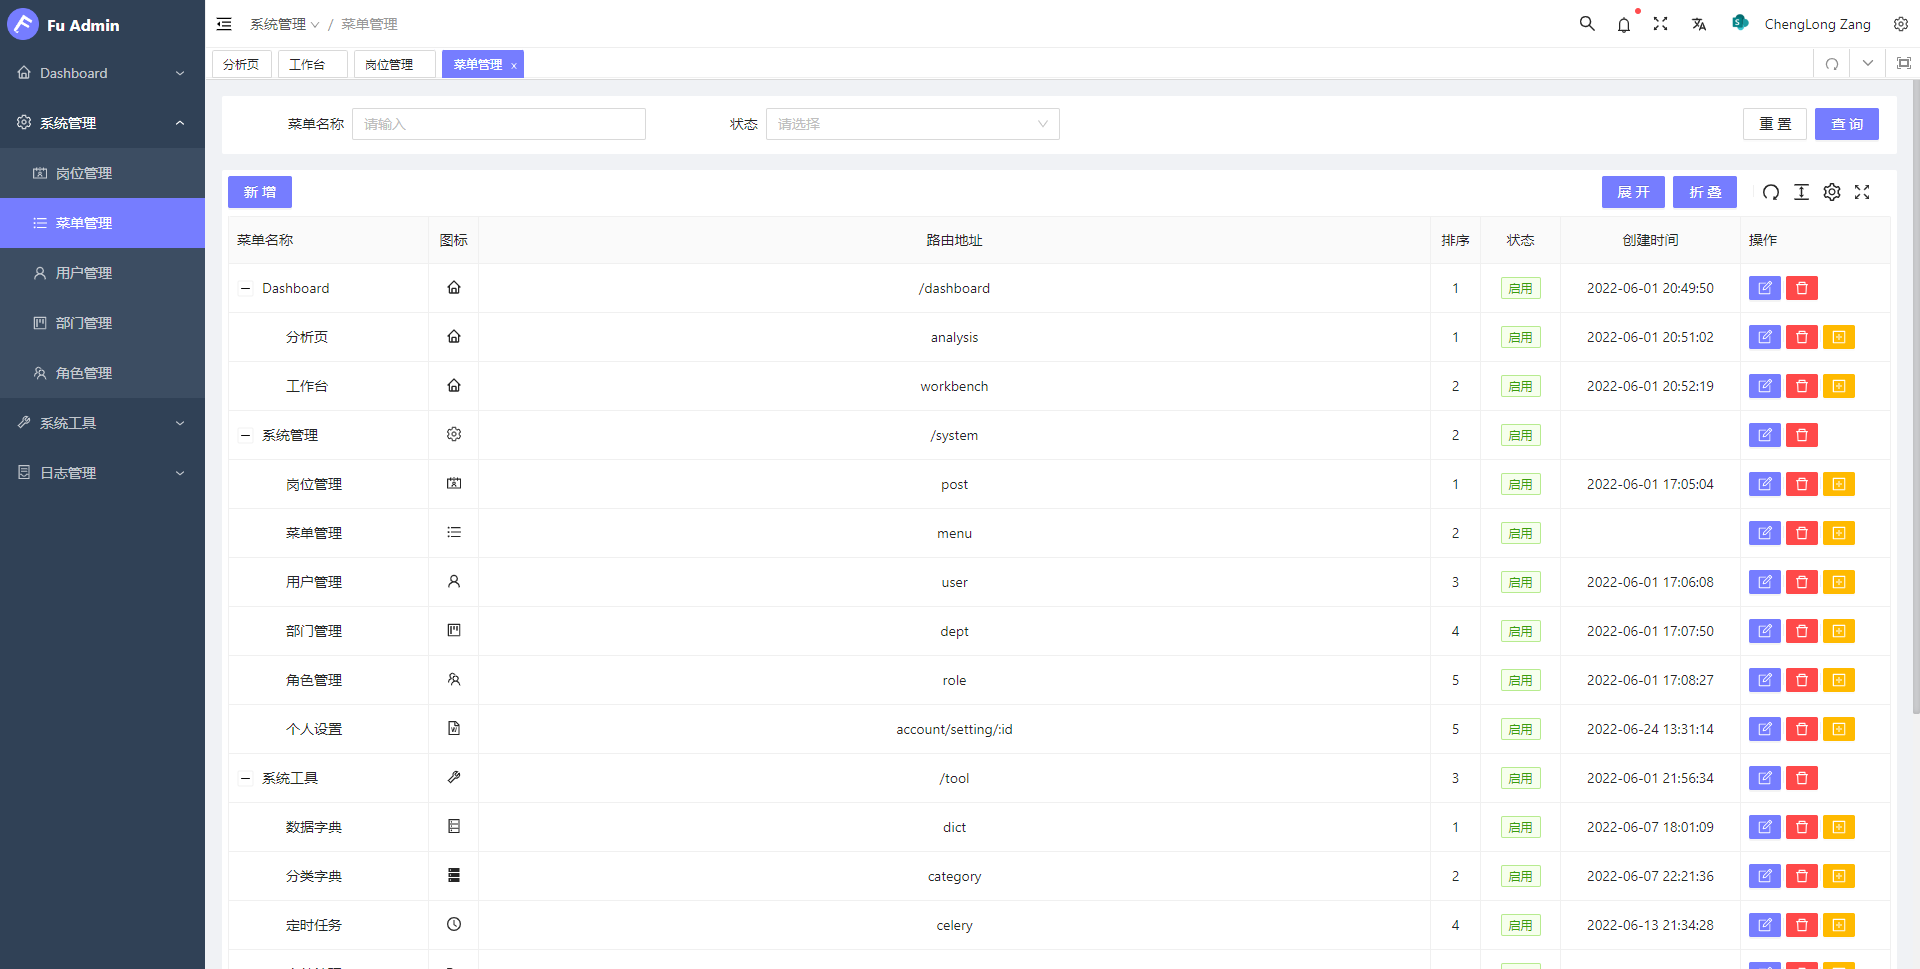 Fu Admin
系统管理 / 菜单管理
ChengLong Zang
分析页 工作台 岗位管理 菜单管理 x
Dashboard
系统管理
岗位管理
菜单管理
用户管理
部门管理
角色管理
系统工具
日志管理
菜单名称 请输入 状态 请选择 重 置 查 询
新 增 展 开 折 叠
菜单名称 图标 路由地址 排序 状态 创建时间 操作
Dashboard /dashboard 1 启用 2022-06-01 20:49:50
分析页 analysis 1 启用 2022-06-01 20:51:02
工作台 workbench 2 启用 2022-06-01 20:52:19
系统管理 /system 2 启用
岗位管理 post 1 启用 2022-06-01 17:05:04
菜单管理 menu 2 启用
用户管理 user 3 启用 2022-06-01 17:06:08
部门管理 dept 4 启用 2022-06-01 17:07:50
角色管理 role 5 启用 2022-06-01 17:08:27
个人设置 account/setting/:id 5 启用 2022-06-24 13:31:14
系统工具 /tool 3 启用 2022-06-01 21:56:34
数据字典 dict 1 启用 2022-06-07 18:01:09
分类字典 category 2 启用 2022-06-07 22:21:36
定时任务 celery 4 启用 2022-06-13 21:34:28